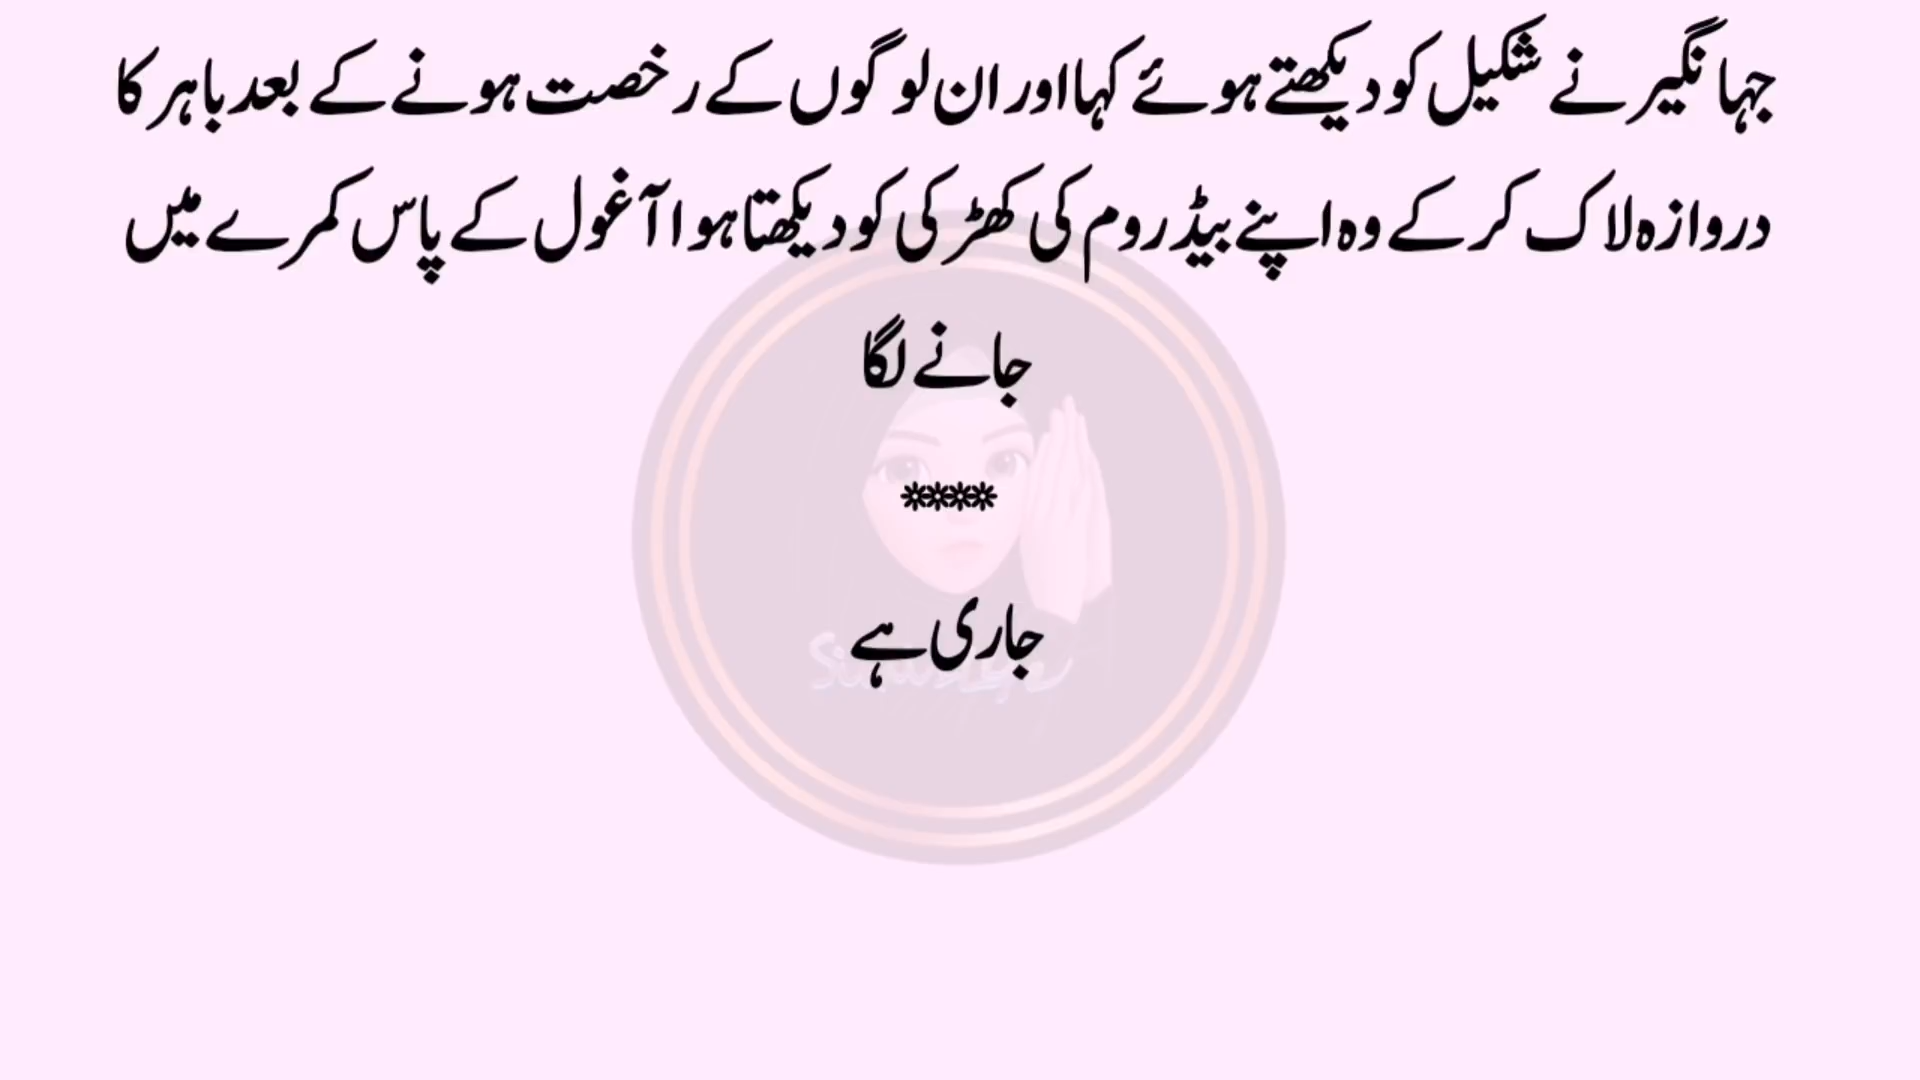 جہانگیر نے شکیل کو دیکھتے ہوئے کہا اور ان لوگوں کے رخصت ہونے کے بعد باہر کا
دروازہ لاک کر کے وہ اپنے بیڈ روم کی کھڑکی کو دیکھتا ہوا آغول کے پاس کمرے میں
جانے لگا
****
جاری ہے